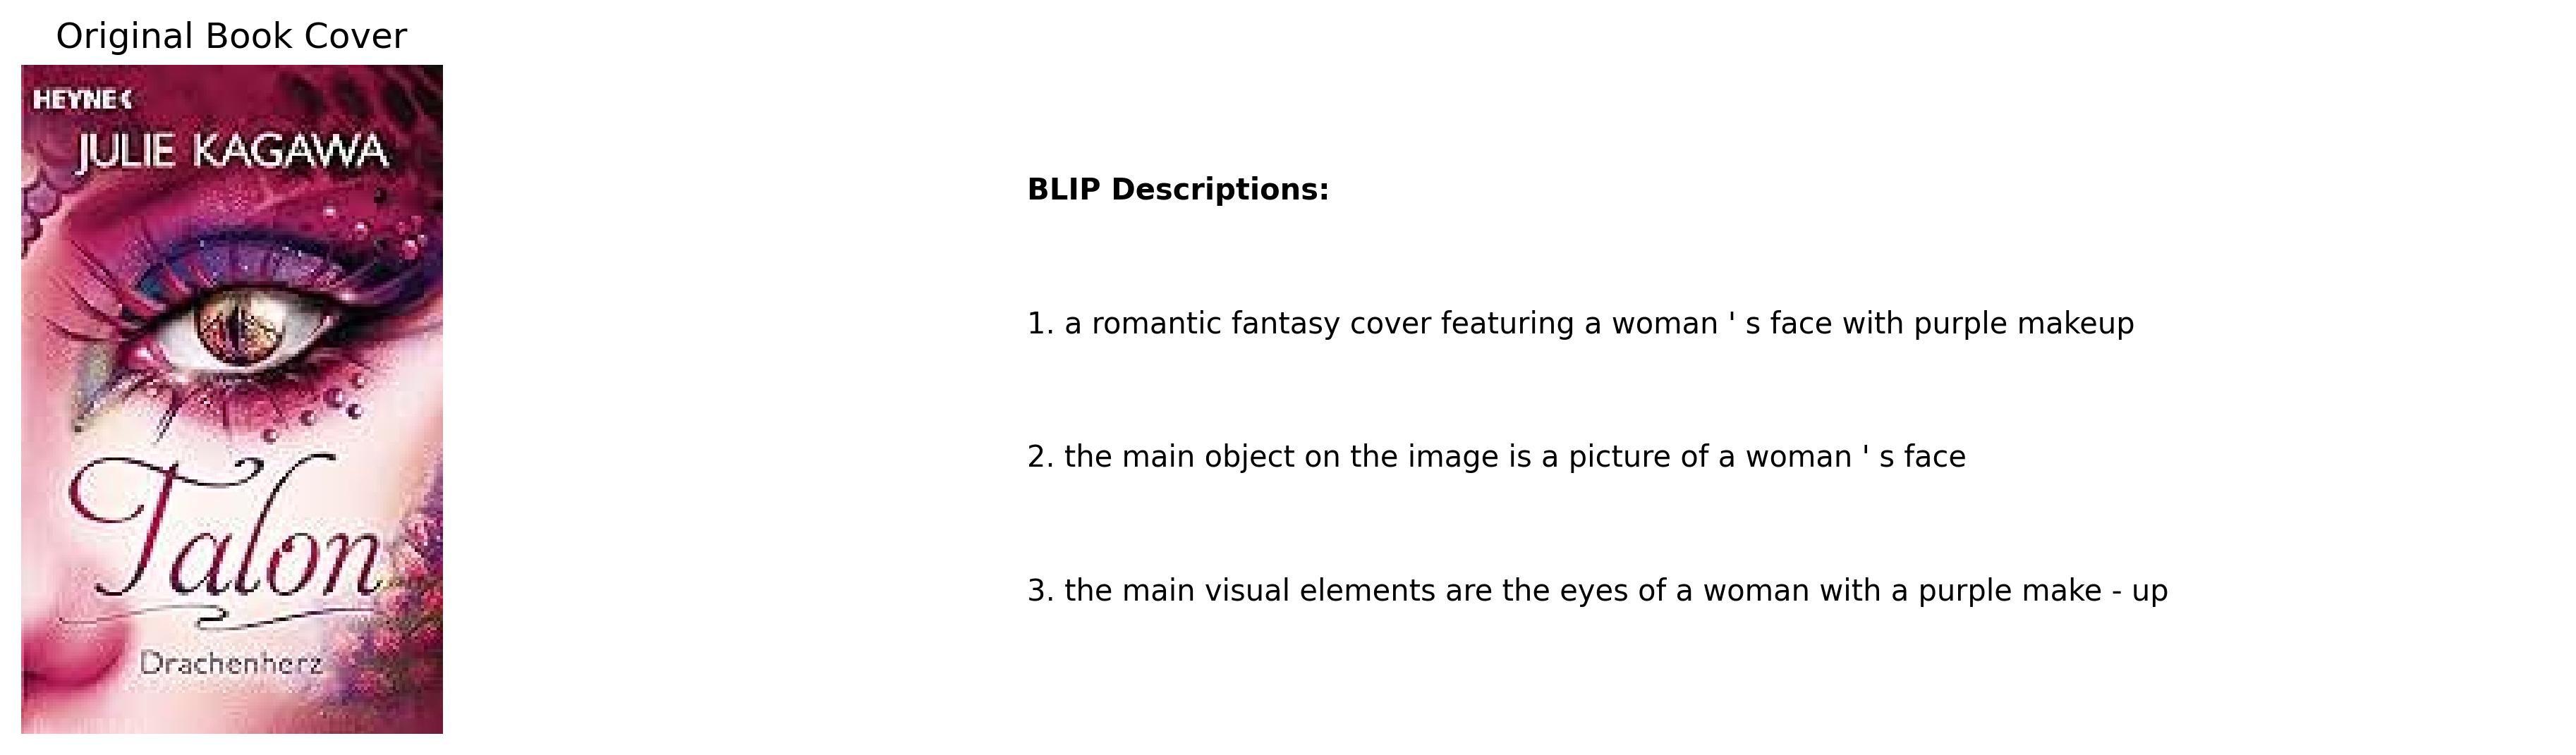 Original Book Cover
HEYNE
JULIE KAGAWA
Talon
Drachenherz
BLIP Descriptions:
1. a romantic fantasy cover featuring a woman ' s face with purple makeup
2. the main object on the image is a picture of a woman ' s face
3. the main visual elements are the eyes of a woman with a purple make - up